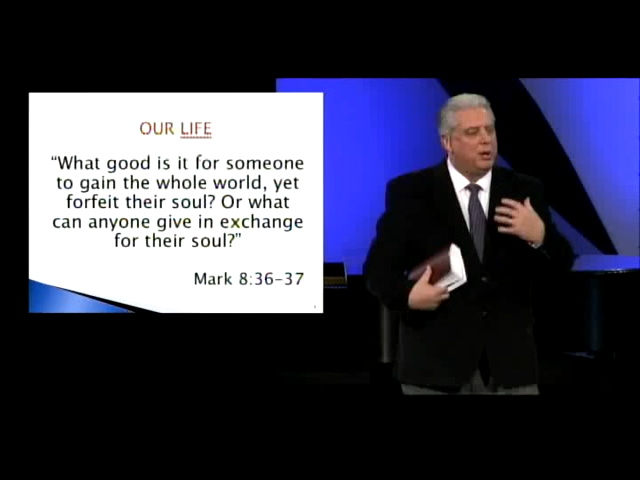 OUR LIFE
“What good is it for someone
to gain the whole world, yet
forfeit their soul? Or what
can anyone give in exchange
for their soul?”
Mark 8:36-37